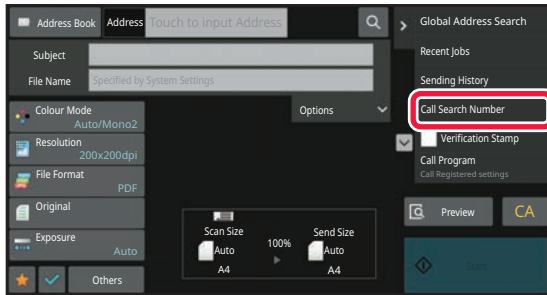 Address Book
Address
Touch to input Address
Subject
File Name
Specified by System Settings
Colour Mode
Auto/Mono2
Resolution
200x200dpi
File Format
PDF
Original
Exposure
Auto
Others
Options
Scan Size
Auto
A4
100%
Send Size
Auto
A4
Global Address Search
Recent Jobs
Sending History
Call Search Number
Verification Stamp
Call Program
Call Registered settings
Preview
CA
Start